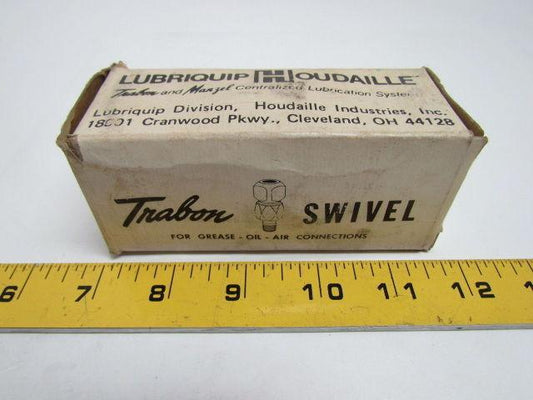 LUBRIQUIP HOUDAILLE
Trabon and Manzel Centralized Lubrication System
Lubriquip Division, Houdaille Industries, Inc.
18901 Cranwood Pkwy., Cleveland, OH 44128
Trabon SWIVEL
FOR GREASE - OIL - AIR CONNECTIONS
6 7 8 9 10 11 12